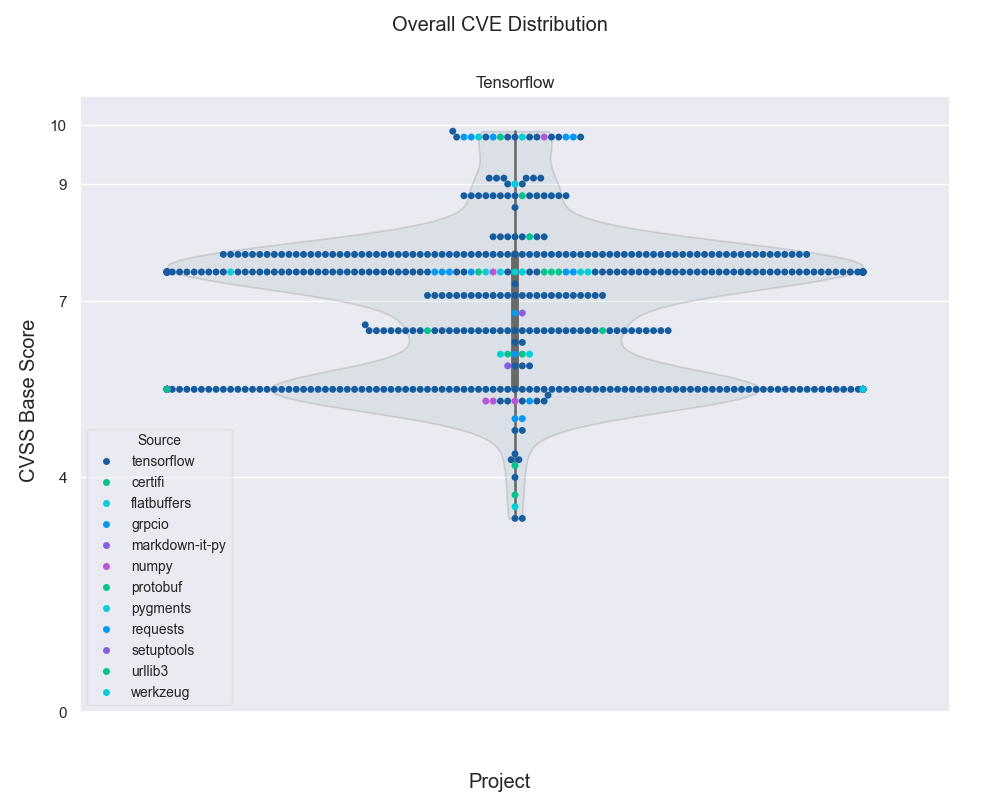 Overall CVE Distribution
Tensorflow
10
9
7
4
0
CVSS Base Score
Source
tensorflow
certifi
flatbuffers
grpcio
markdown-it-py
numpy
protobuf
pygments
requests
setuptools
urllib3
werkzeug
Project